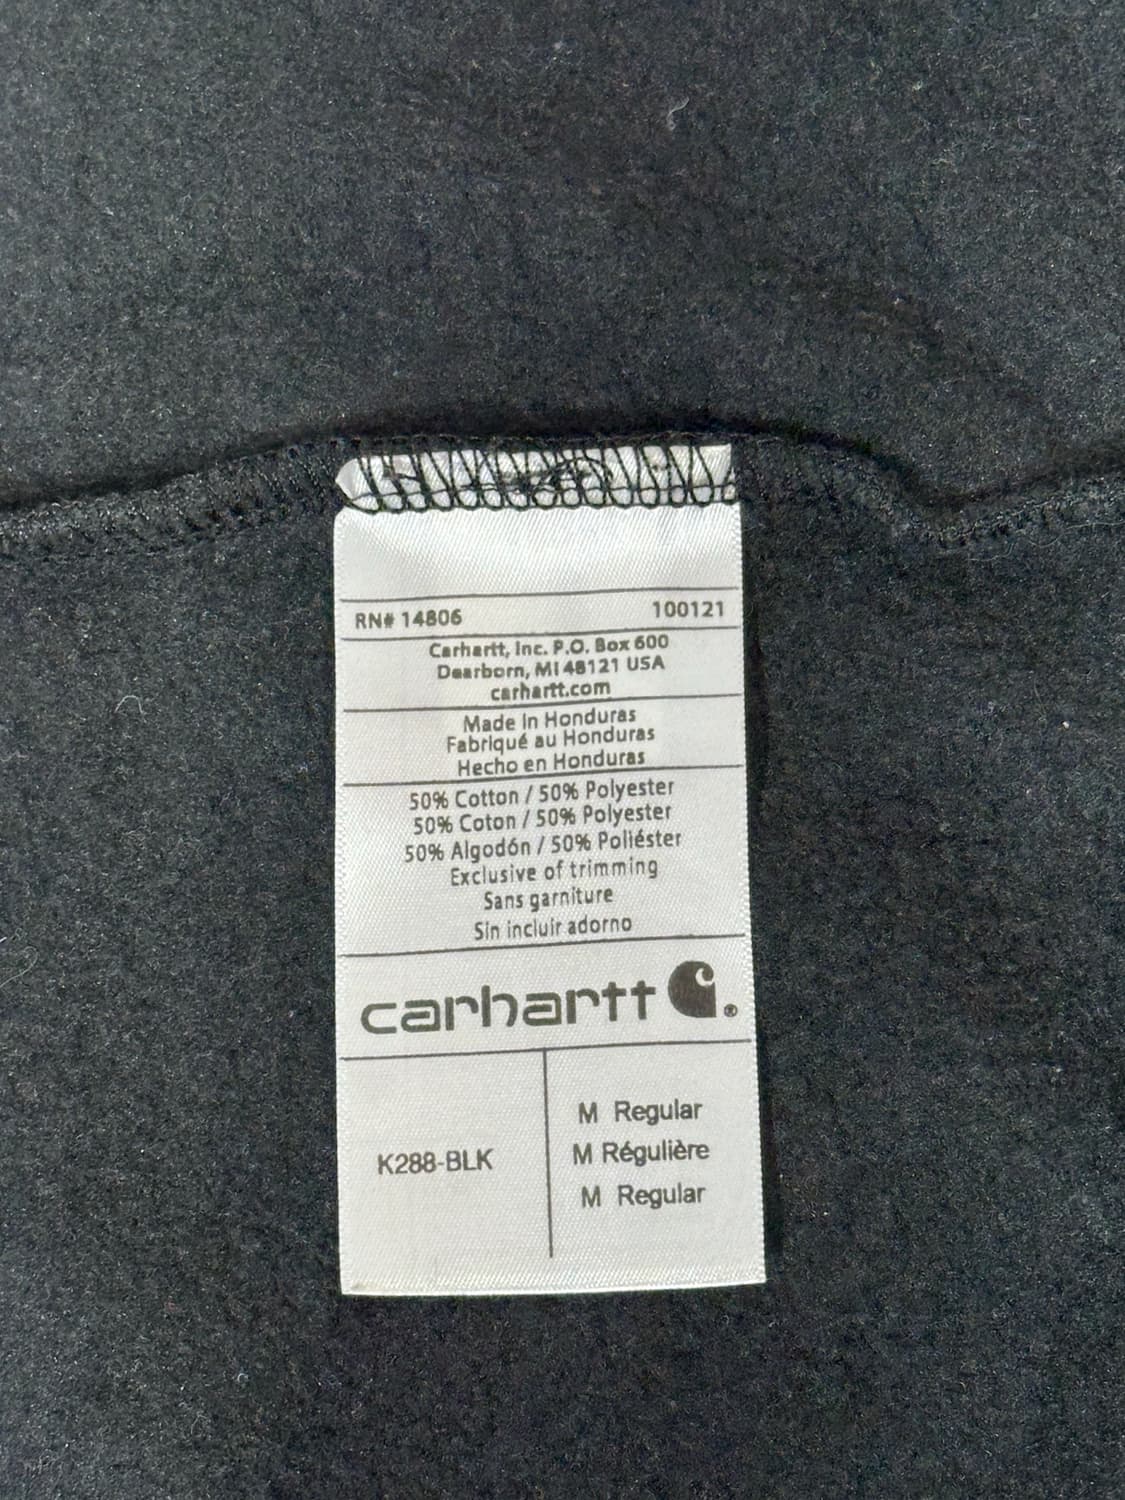 RN# 14806 100121
Carhartt, Inc. P.O. Box 600
Dearborn, MI 48121 USA
carhartt.com
Made In Honduras
Fabriqué au Honduras
Hecho en Honduras
50% Cotton / 50% Polyester
50% Coton / 50% Polyester
50% Algodón / 50% Poliéster
Exclusive of trimming
Sans garniture
Sin incluir adorno
carhartt ®
K288-BLK
M Regular
M Régulière
M Regular